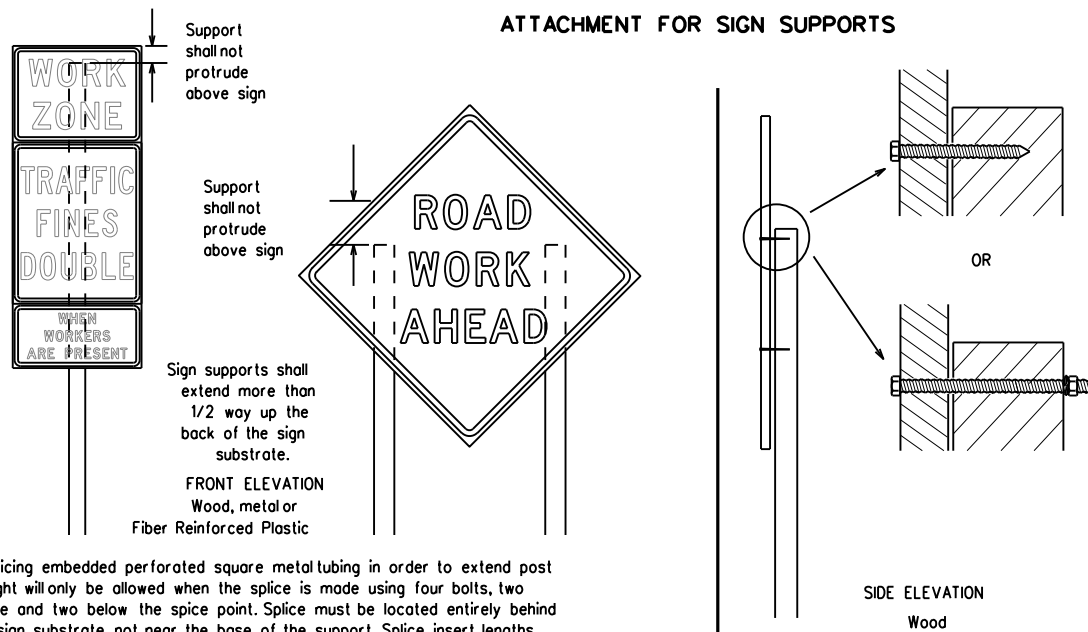 ATTACHMENT FOR SIGN SUPPORTS
Support
shall not
protrude
above sign
WORK
ZONE
TRAFFIC
FINES
DOUBLE
WHEN
WORKERS
ARE PRESENT
Support
shall not
protrude
above sign
ROAD
WORK
AHEAD
Sign supports shall
extend more than
1/2 way up the
back of the sign
substrate.
FRONT ELEVATION
Wood, metal or
Fiber Reinforced Plastic
OR
SIDE ELEVATION
Wood
icing embedded perforated square metal tubing in order to extend post
ght will only be allowed when the splice is made using four bolts, two
e and two below the spice point. Splice must be located entirely behind
sign substrate, not near the base of the support. Splice insert lengths